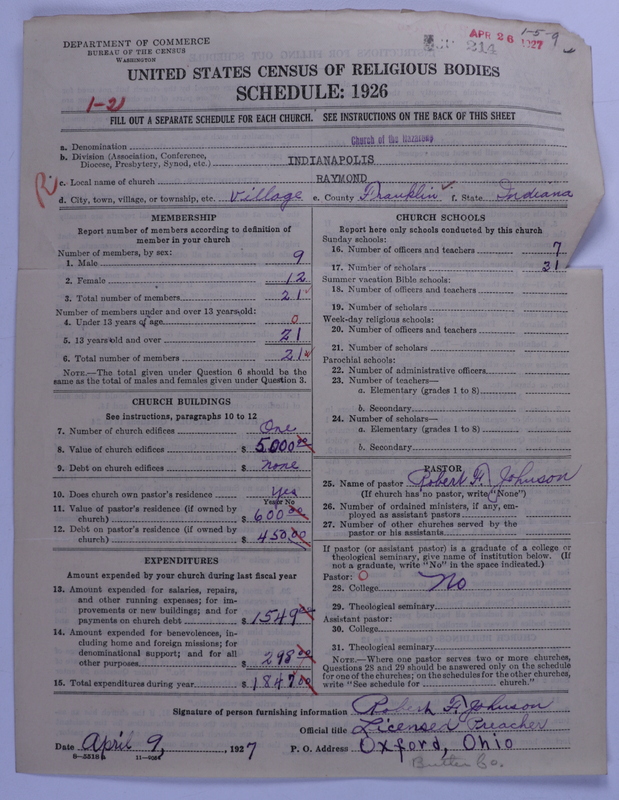 APR 26 1927
1-5-9
214
DEPARTMENT OF COMMERCE
BUREAU OF THE CENSUS
WASHINGTON
UNITED STATES CENSUS OF RELIGIOUS BODIES
SCHEDULE: 1926
1-21
FILL OUT A SEPARATE SCHEDULE FOR EACH CHURCH. SEE INSTRUCTIONS ON THE BACK OF THIS SHEET
a. Denomination Church of the Nazarene
b. Division (Association, Conference, Diocese, Presbytery, Synod, etc.) INDIANAPOLIS
c. Local name of church RAYMOND
d. City, town, village, or township, etc. Village e. County Franklin f. State Indiana
MEMBERSHIP
Report number of members according to definition of
member in your church
Number of members, by sex:
1. Male 9
2. Female 12
3. Total number of members 21
Number of members under and over 13 years old:
4. Under 13 years of age 0
5. 13 years old and over 21
6. Total number of members 21
NOTE.—The total given under Question 6 should be
same as the total of males and females given under Question 3.
CHURCH BUILDINGS
See instructions, paragraphs 10 to 12
7. Number of church edifices One
8. Value of church edifices $ 5000 00
9. Debt on church edifices $ none
10. Does church own pastor's residence yes
Yes or No
11. Value of pastor's residence (if owned by
church) $ 600 00
12. Debt on pastor's residence (if owned by
church) $ 450.00
EXPENDITURES
Amount expended by your church during last fiscal year
13. Amount expended for salaries, repairs,
and other running expenses; for im-
provements or new buildings; and for
payments on church debt $ 1549 00
14. Amount expended for benevolences, in-
cluding home and foreign missions; for
denominational support; and for all
other purposes $ 298 00
15. Total expenditures during year $ 1847 00
CHURCH SCHOOLS
Report here only schools conducted by this church
Sunday schools:
16. Number of officers and teachers 7
17. Number of scholars 31
Summer vacation Bible schools:
18. Number of officers and teachers
19. Number of scholars
Week-day religious schools:
20. Number of officers and teachers
21. Number of scholars
Parochial schools:
22. Number of administrative officers
23. Number of teachers—
a. Elementary (grades 1 to 8)
b. Secondary
24. Number of scholars—
a. Elementary (grades 1 to 8)
b. Secondary
PASTOR
25. Name of pastor Robert F. Johnson
(If church has no pastor, write "None")
26. Number of ordained ministers, if any, em-
ployed as assistant pastors
27. Number of other churches served by the
pastor or his assistants
If pastor (or assistant pastor) is a graduate of a college or
theological seminary, give name of institution below. (If
not a graduate, write "No" in the space indicated.)
Pastor: 0
28. College No
29. Theological seminary
Assistant pastor:
30. College
31. Theological seminary
NOTE.—Where one pastor serves two or more churches,
Questions 28 and 29 should be answered only on the schedule
for one of the churches; on the schedules for the other churches,
write "See schedule for church."
Signature of person furnishing information Robert F. Johnson
Official title Licensed Preacher
Date April 9, 1927 P. O. Address Oxford, Ohio
8—5518 11—9034
Butler Co.